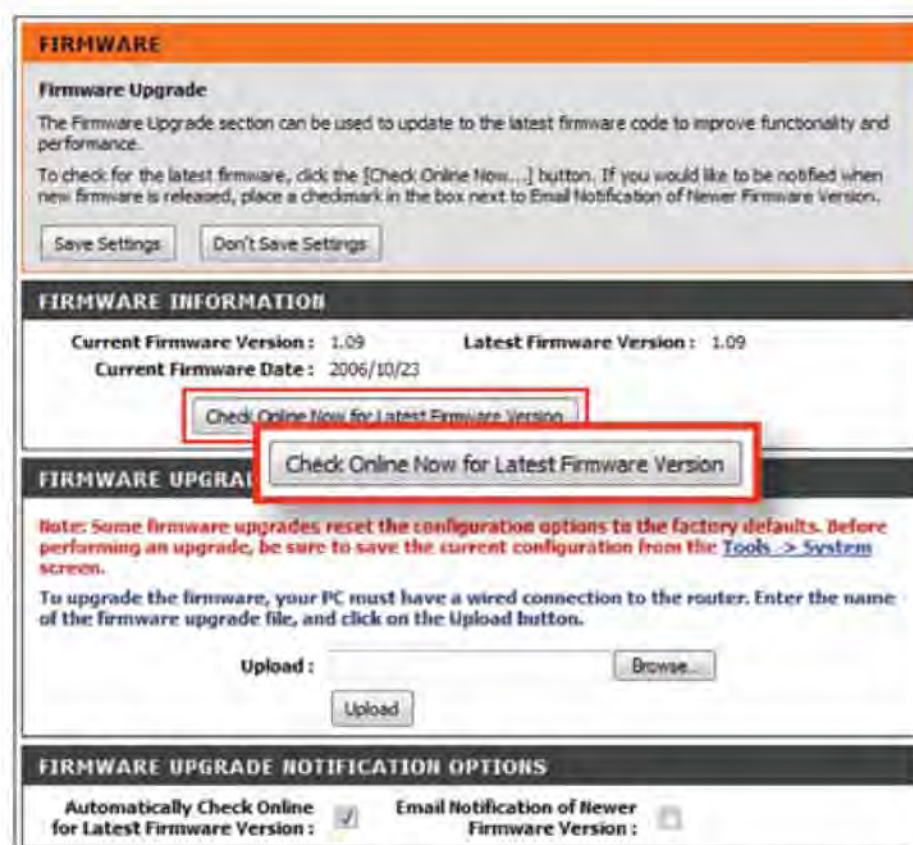 FIRMWARE
Firmware Upgrade
The Firmware Upgrade section can be used to update to the latest firmware code to improve functionality and
performance.
To check for the latest firmware, click the [Check Online Now...] button. If you would like to be notified when
new firmware is released, place a checkmark in the box next to Email Notification of Newer Firmware Version.
Save Settings Don't Save Settings
FIRMWARE INFORMATION
Current Firmware Version : 1.09 Latest Firmware Version : 1.09
Current Firmware Date : 2006/10/23
Check Online Now for Latest Firmware Version
Check Online Now for Latest Firmware Version
FIRMWARE
Note: Some firmware upgrades reset the configuration options to the factory defaults. Before
performing an upgrade, be sure to save the current configuration from the Tools -> System
screen.
To upgrade the firmware, your PC must have a wired connection to the router. Enter the name
of the firmware upgrade file, and click on the Upload button.
Upload : Browse...
Upload
FIRMWARE UPGRADE NOTIFICATION OPTIONS
Automatically Check Online Email Notification of Newer
for Latest Firmware Version : Firmware Version :